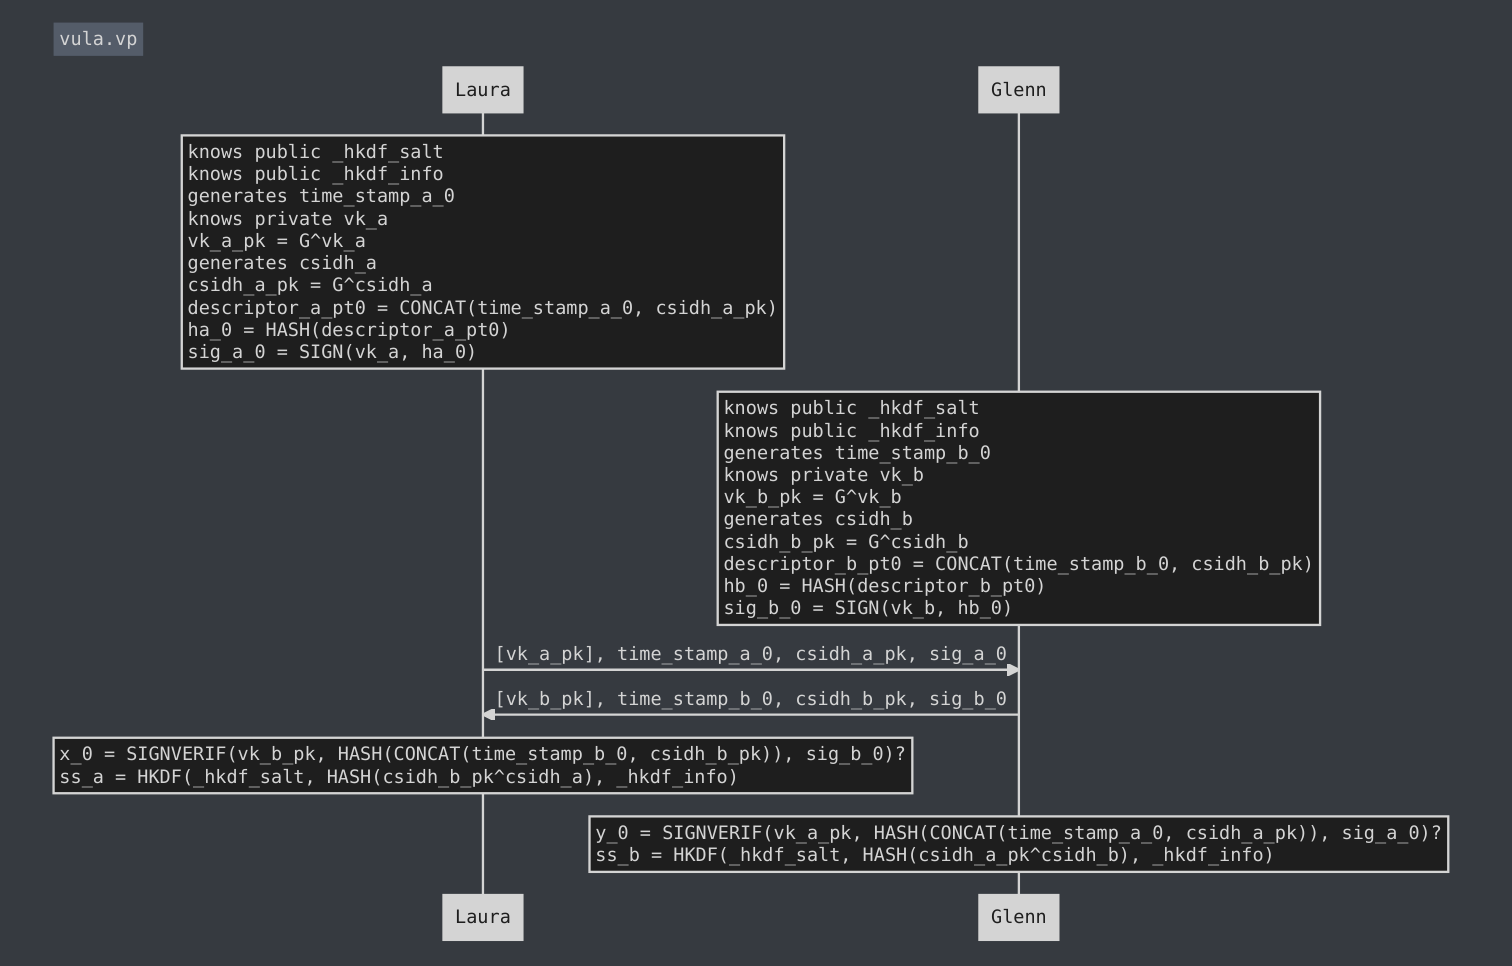 vula.vp
Laura
Glenn
knows public _hkdf_salt
knows public _hkdf_info
generates time_stamp_a_0
knows private vk_a
vk_a_pk = G^vk_a
generates csidh_a
csidh_a_pk = G^csidh_a
descriptor_a_pt0 = CONCAT(time_stamp_a_0, csidh_a_pk)
ha_0 = HASH(descriptor_a_pt0)
sig_a_0 = SIGN(vk_a, ha_0)
knows public _hkdf_salt
knows public _hkdf_info
generates time_stamp_b_0
knows private vk_b
vk_b_pk = G^vk_b
generates csidh_b
csidh_b_pk = G^csidh_b
descriptor_b_pt0 = CONCAT(time_stamp_b_0, csidh_b_pk)
hb_0 = HASH(descriptor_b_pt0)
sig_b_0 = SIGN(vk_b, hb_0)
[vk_a_pk], time_stamp_a_0, csidh_a_pk, sig_a_0
[vk_b_pk], time_stamp_b_0, csidh_b_pk, sig_b_0
x_0 = SIGNVERIF(vk_b_pk, HASH(CONCAT(time_stamp_b_0, csidh_b_pk)), sig_b_0)?
ss_a = HKDF(_hkdf_salt, HASH(csidh_b_pk^csidh_a), _hkdf_info)
y_0 = SIGNVERIF(vk_a_pk, HASH(CONCAT(time_stamp_a_0, csidh_a_pk)), sig_a_0)?
ss_b = HKDF(_hkdf_salt, HASH(csidh_a_pk^csidh_b), _hkdf_info)
Laura
Glenn